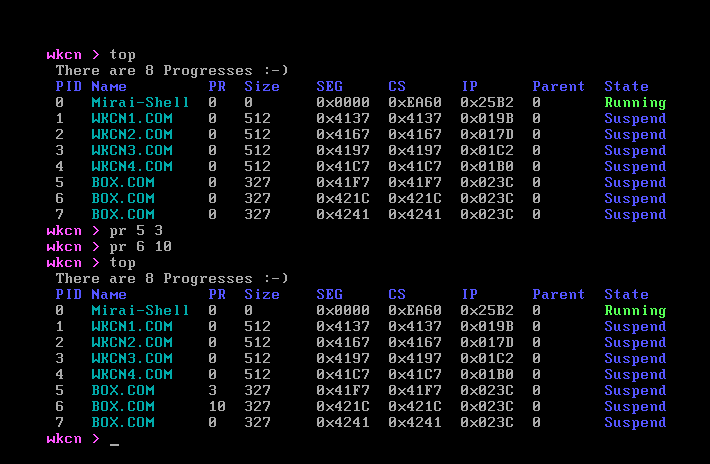 wkcn > top
There are 8 Progresses :-)
PID Name PR Size SEG CS IP Parent State
0 Mirai-Shell 0 0 0x0000 0xEA60 0x25B2 0 Running
1 WKCN1.COM 0 512 0x4137 0x4137 0x019B 0 Suspend
2 WKCN2.COM 0 512 0x4167 0x4167 0x017D 0 Suspend
3 WKCN3.COM 0 512 0x4197 0x4197 0x01C2 0 Suspend
4 WKCN4.COM 0 512 0x41C7 0x41C7 0x01B0 0 Suspend
5 BOX.COM 0 327 0x41F7 0x41F7 0x023C 0 Suspend
6 BOX.COM 0 327 0x421C 0x421C 0x023C 0 Suspend
7 BOX.COM 0 327 0x4241 0x4241 0x023C 0 Suspend
wkcn > pr 5 3
wkcn > pr 6 10
wkcn > top
There are 8 Progresses :-)
PID Name PR Size SEG CS IP Parent State
0 Mirai-Shell 0 0 0x0000 0xEA60 0x25B2 0 Running
1 WKCN1.COM 0 512 0x4137 0x4137 0x019B 0 Suspend
2 WKCN2.COM 0 512 0x4167 0x4167 0x017D 0 Suspend
3 WKCN3.COM 0 512 0x4197 0x4197 0x01C2 0 Suspend
4 WKCN4.COM 0 512 0x41C7 0x41C7 0x01B0 0 Suspend
5 BOX.COM 3 327 0x41F7 0x41F7 0x023C 0 Suspend
6 BOX.COM 10 327 0x421C 0x421C 0x023C 0 Suspend
7 BOX.COM 0 327 0x4241 0x4241 0x023C 0 Suspend
wkcn > _